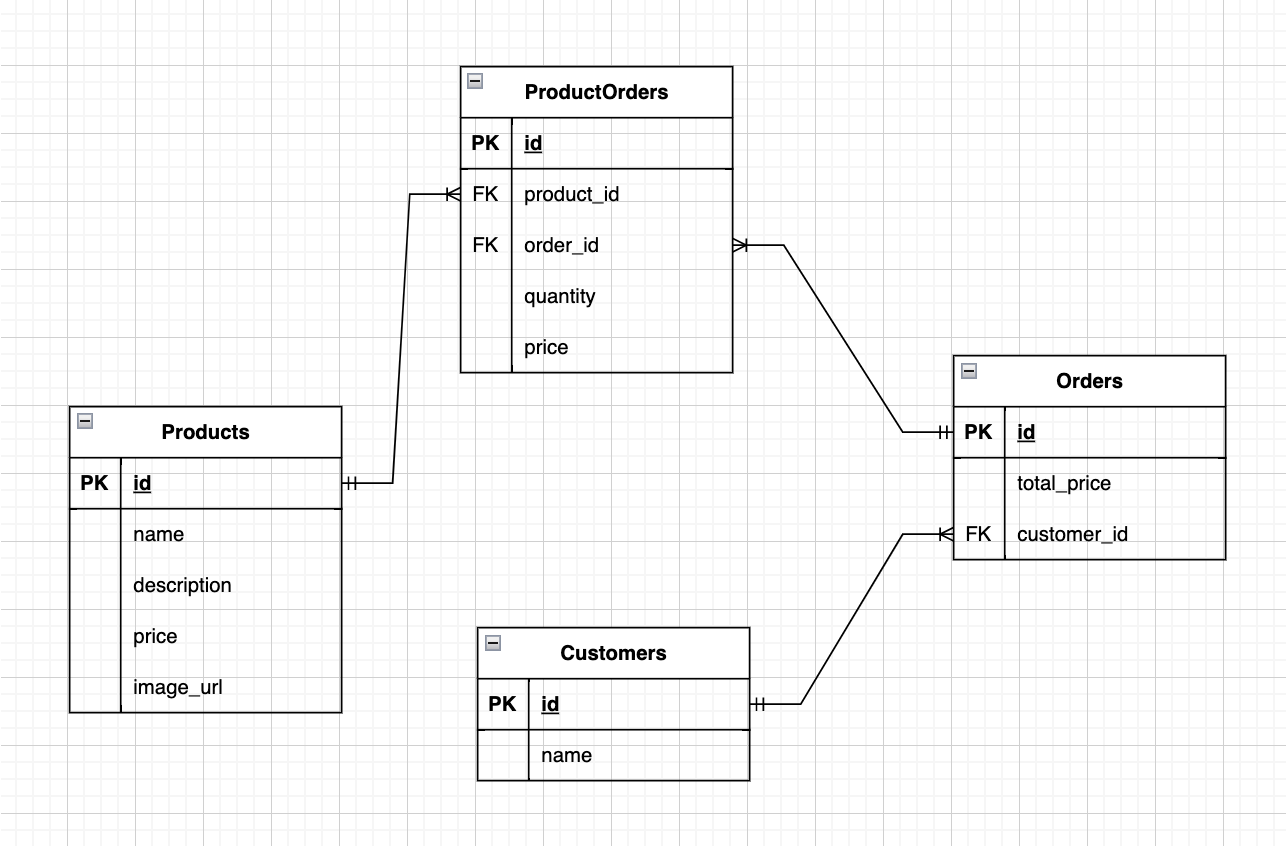 ProductOrders
PK id
FK product_id
FK order_id
quantity
price
Orders
PK id
total_price
FK customer_id
Products
PK id
name
description
price
image_url
Customers
PK id
name